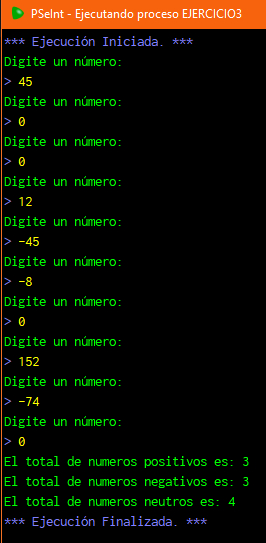 PSeInt - Ejecutando proceso EJERCICIO3
*** Ejecución Iniciada. ***
Digite un número:
> 45
Digite un número:
> 0
Digite un número:
> 0
Digite un número:
> 12
Digite un número:
> -45
Digite un número:
> -8
Digite un número:
> 0
Digite un número:
> 152
Digite un número:
> -74
Digite un número:
> 0
El total de numeros positivos es: 3
El total de numeros negativos es: 3
El total de numeros neutros es: 4
*** Ejecución Finalizada. ***